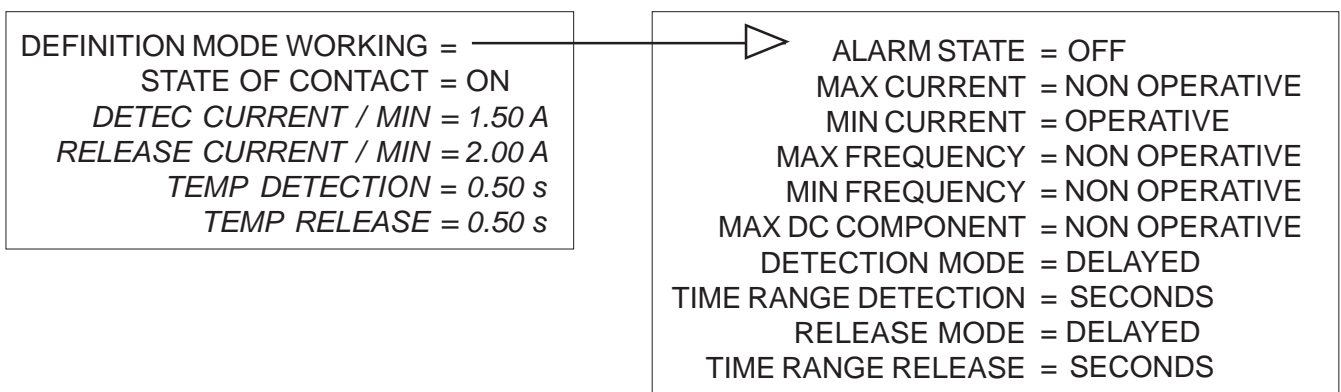 DEFINITION MODE WORKING =
STATE OF CONTACT = ON
DETEC CURRENT / MIN = 1.50 A
RELEASE CURRENT / MIN = 2.00 A
TEMP DETECTION = 0.50 s
TEMP RELEASE = 0.50 s
ALARM STATE = OFF
MAX CURRENT = NON OPERATIVE
MIN CURRENT = OPERATIVE
MAX FREQUENCY = NON OPERATIVE
MIN FREQUENCY = NON OPERATIVE
MAX DC COMPONENT = NON OPERATIVE
DETECTION MODE = DELAYED
TIME RANGE DETECTION = SECONDS
RELEASE MODE = DELAYED
TIME RANGE RELEASE = SECONDS